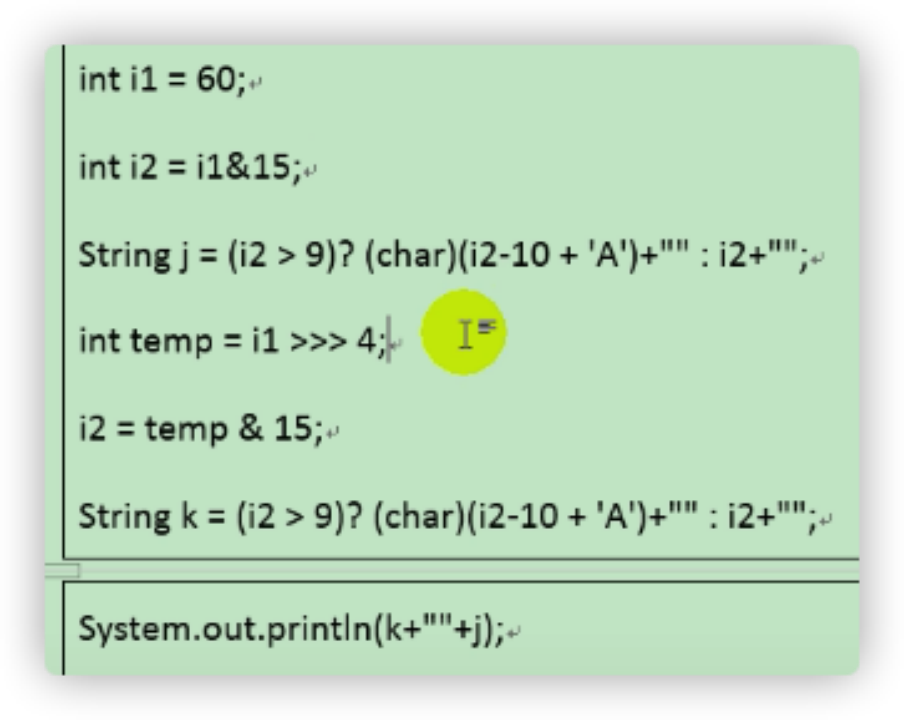 int i1 = 60;
int i2 = i1&15;
String j = (i2 > 9)? (char)(i2-10 + 'A')+"" : i2+"";
int temp = i1 >>> 4;
i2 = temp & 15;
String k = (i2 > 9)? (char)(i2-10 + 'A')+"" : i2+"";
System.out.println(k+""+j);